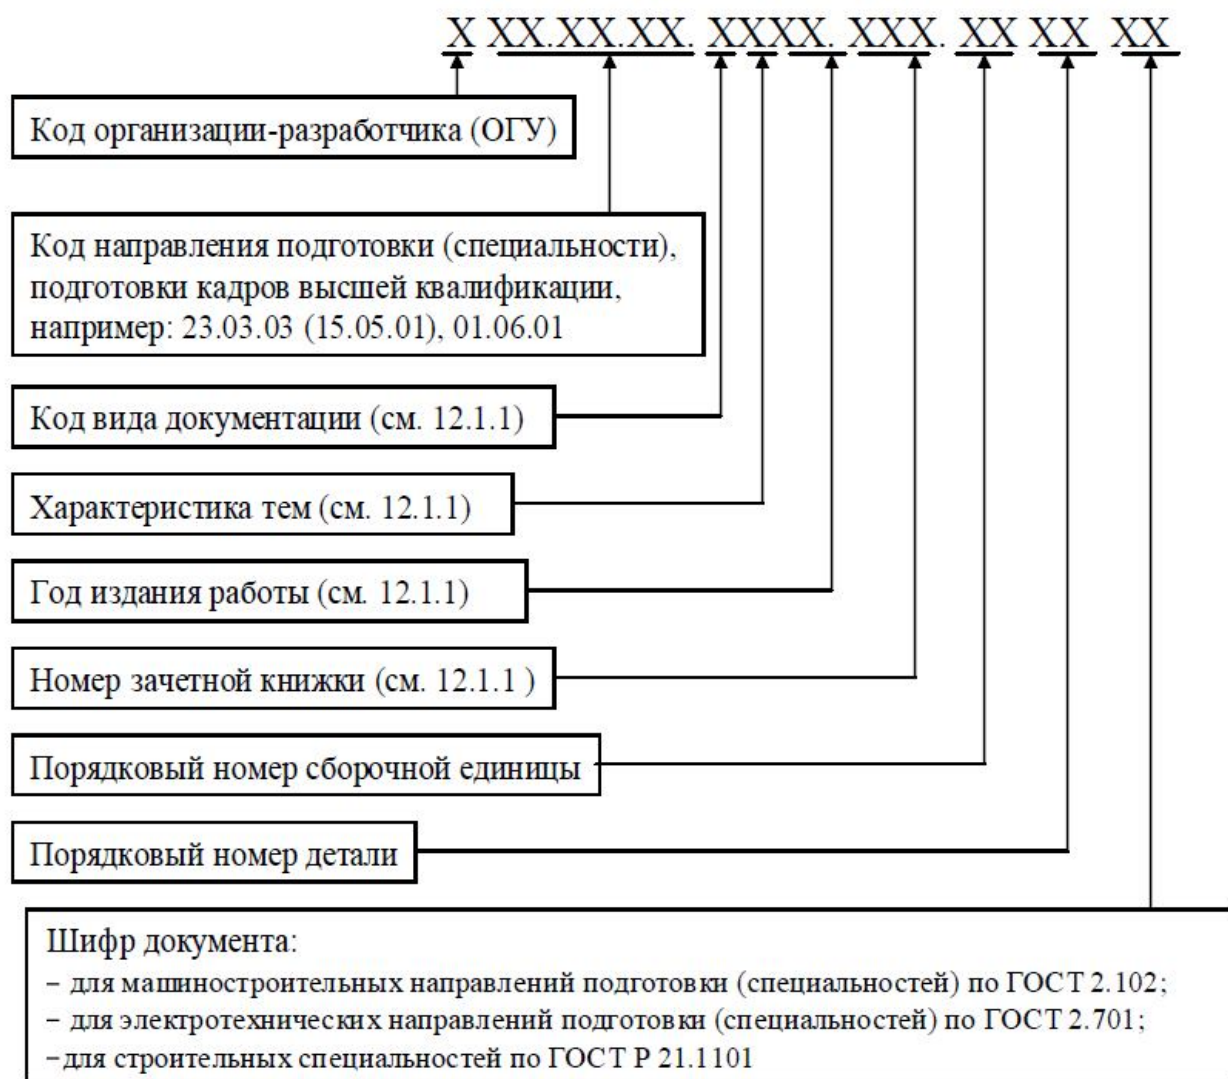 Х ХХ.ХХ.ХХ. ХХХХ. ХХХ. ХХ ХХ ХХ
Код организации-разработчика (ОГУ)
Код направления подготовки (специальности),
подготовки кадров высшей квалификации,
например: 23.03.03 (15.05.01), 01.06.01
Код вида документации (см. 12.1.1)
Характеристика тем (см. 12.1.1)
Год издания работы (см. 12.1.1)
Номер зачетной книжки (см. 12.1.1 )
Порядковый номер сборочной единицы
Порядковый номер детали
Шифр документа:
– для машиностроительных направлений подготовки (специальностей) по ГОСТ 2.102;
– для электротехнических направлений подготовки (специальностей) по ГОСТ 2.701;
–для строительных специальностей по ГОСТ Р 21.1101